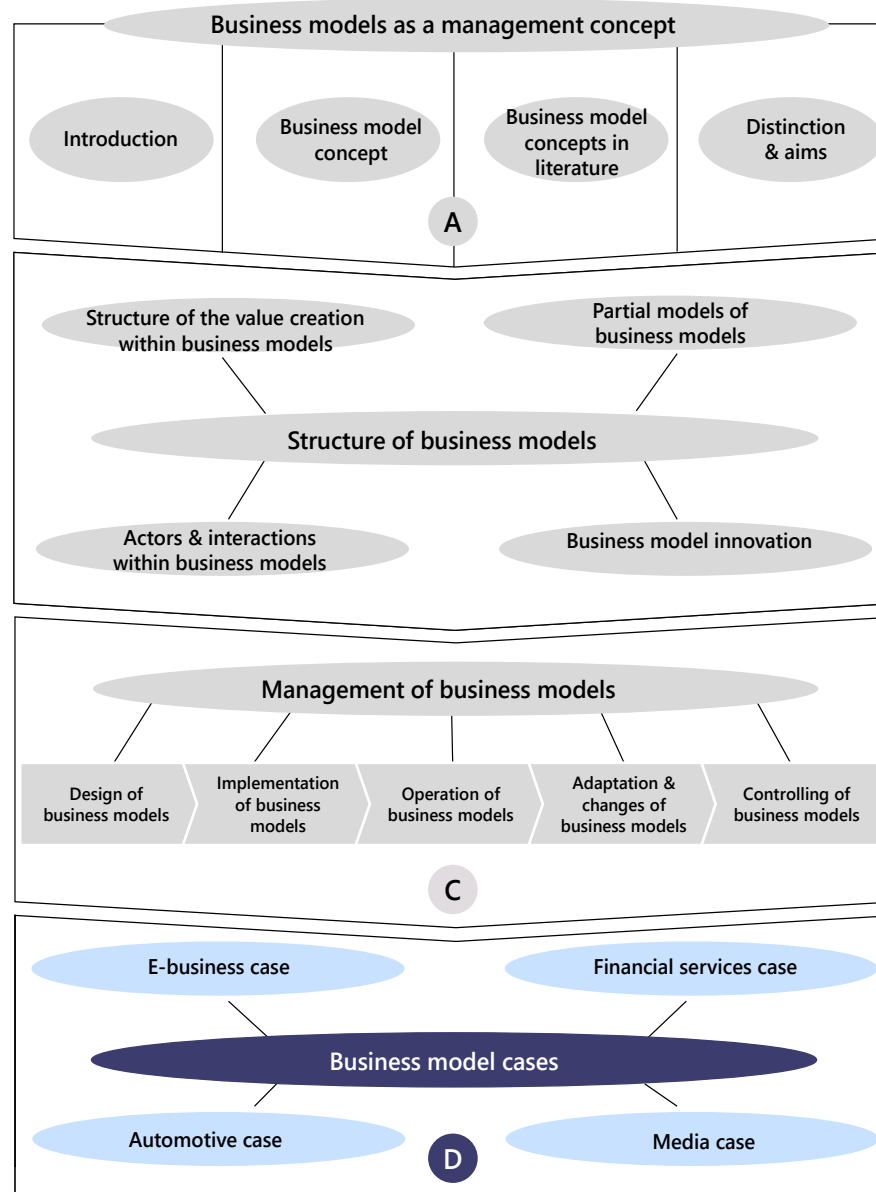 Business models as a management concept
Introduction
Business model
concept
Business model
concepts in
literature
Distinction
& aims
A
Structure of the value creation
within business models
Partial models of
business models
Structure of business models
Actors & interactions
within business models
Business model innovation
Management of business models
Design of
business models
Implementation
of business
models
Operation of
business models
Adaptation &
changes of
business models
Controlling of
business models
C
E-business case
Financial services case
Business model cases
Automotive case
Media case
D